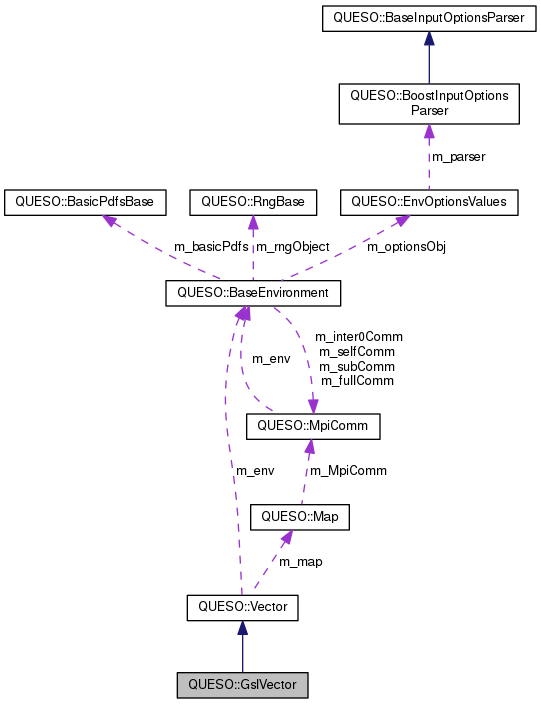 QUESO::BaseInputOptionsParser
QUESO::BoostInputOptions
Parser
m_parser
QUESO::BasicPdfsBase
QUESO::RngBase
QUESO::EnvOptionsValues
m_basicPdfs
m_rngObject
m_optionsObj
QUESO::BaseEnvironment
m_inter0Comm
m_selfComm
m_subComm
m_fullComm
m_env
QUESO::MpiComm
m_env
m_MpiComm
QUESO::Map
m_map
QUESO::Vector
QUESO::GslVector